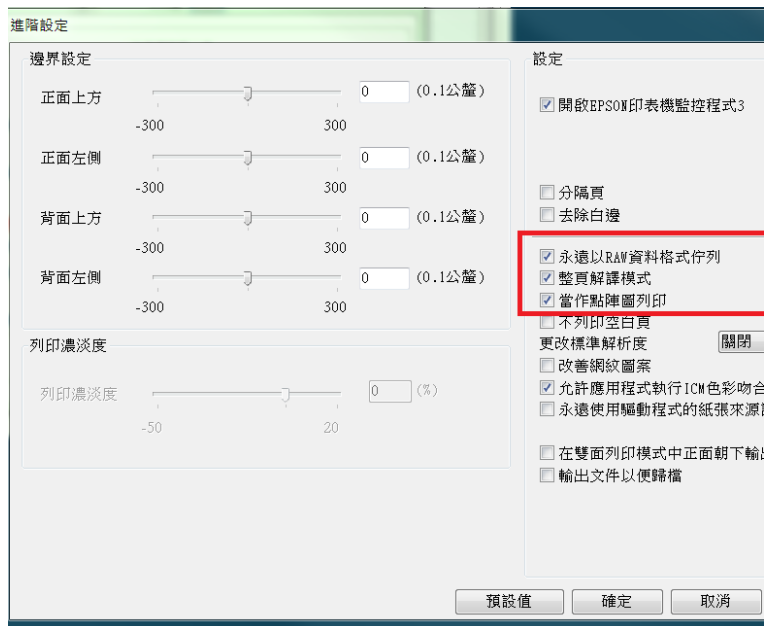 進階設定
邊界設定
正面上方 0 (0.1公釐)
-300 300
正面左側 0 (0.1公釐)
-300 300
背面上方 0 (0.1公釐)
-300 300
背面左側 0 (0.1公釐)
-300 300
列印濃淡度
列印濃淡度 0 (%)
-50 20
設定
開啟EPSON印表機監控程式3
分隔頁
去除白邊
永遠以RAW資料格式佇列
整頁解譯模式
當作點陣圖列印
不列印空白頁
更改標準解析度 關閉
改善網紋圖案
允許應用程式執行ICM色彩吻合
永遠使用驅動程式的紙張來源
在雙面列印模式中正面朝下輸出
輸出文件以便歸檔
預設值 確定 取消